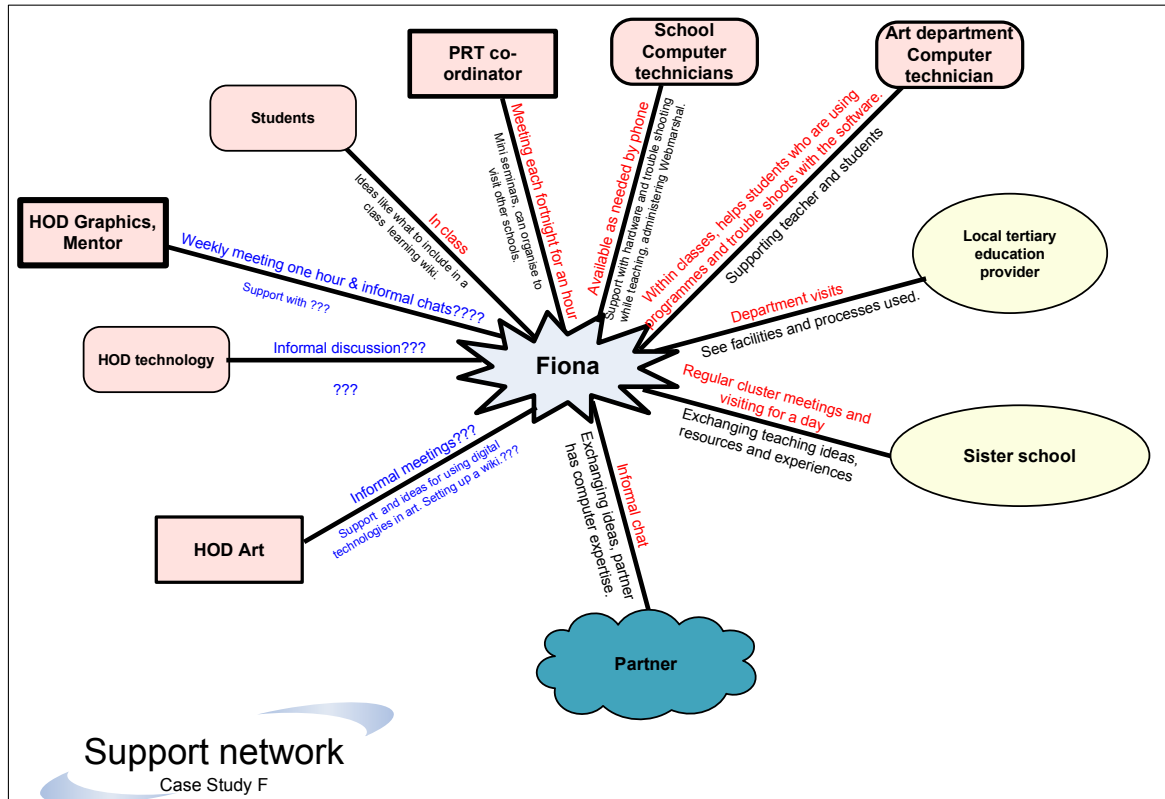 PRT co-
ordinator
School
Computer
technicians
Art department
Computer
technician
Students
HOD Graphics,
Mentor
HOD technology
HOD Art
Fiona
Local tertiary
education
provider
Sister school
Partner
Meeting each fortnight for an hour
Mini seminars, can organise to
visit other schools.
Available as needed by phone
Support with hardware and trouble shooting
while teaching, administering Webmarshal.
Within classes, helps students who are using
programmes and trouble shoots with the software.
Supporting teacher and students
In class
Ideas like what to include in a
class learning wiki.
Weekly meeting one hour & informal chats????
Support with ???
Informal discussion???
???
Informal meetings???
Support and ideas for using digital
technologies in art. Setting up a wiki.???
Department visits
See facilities and processes used.
Regular cluster meetings and
visiting for a day
Exchanging teaching ideas,
resources and experiences
Informal chat
Exchanging ideas, partner
has computer expertise.
Support network
Case Study F